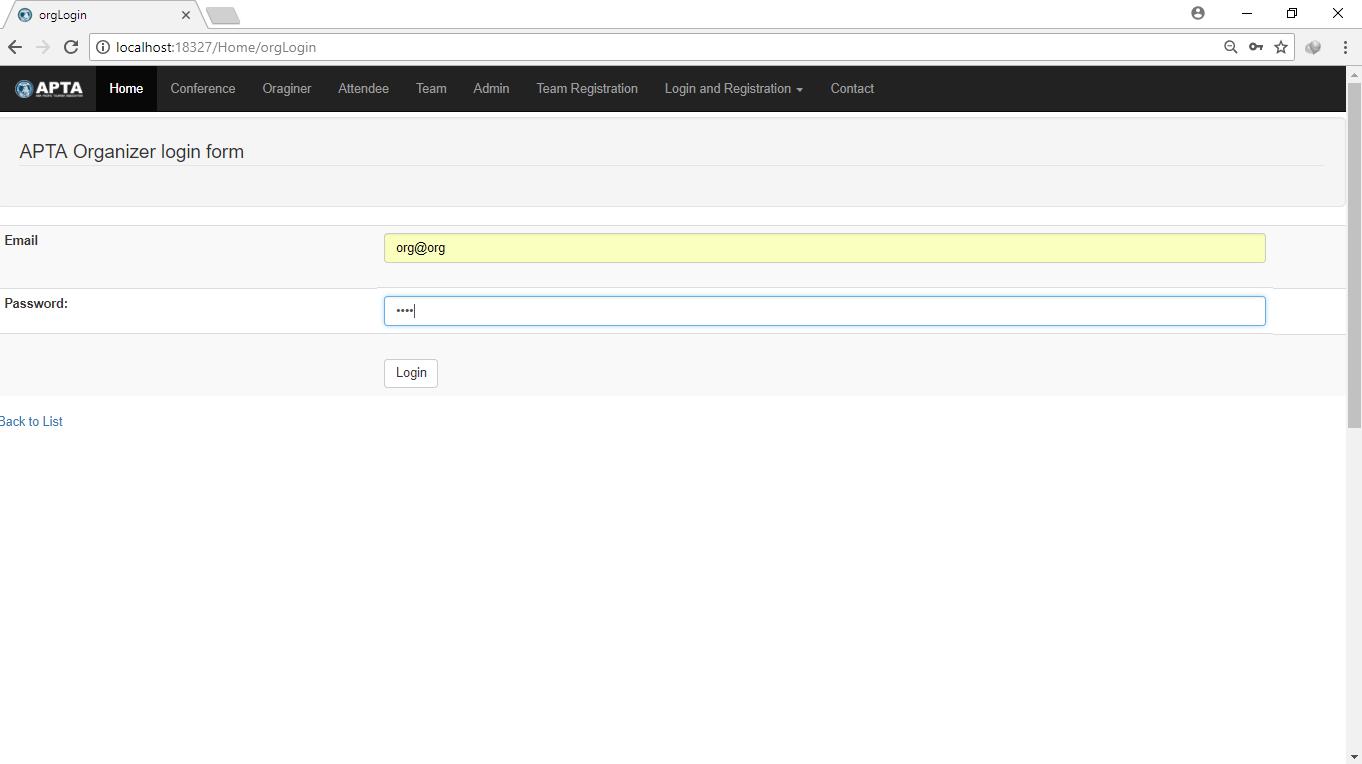 orgLogin
localhost:18327/Home/orgLogin
APTA Home Conference Oraginer Attendee Team Admin Team Registration Login and Registration Contact
APTA Organizer login form
Email org@org
Password: ••••
Login
Back to List